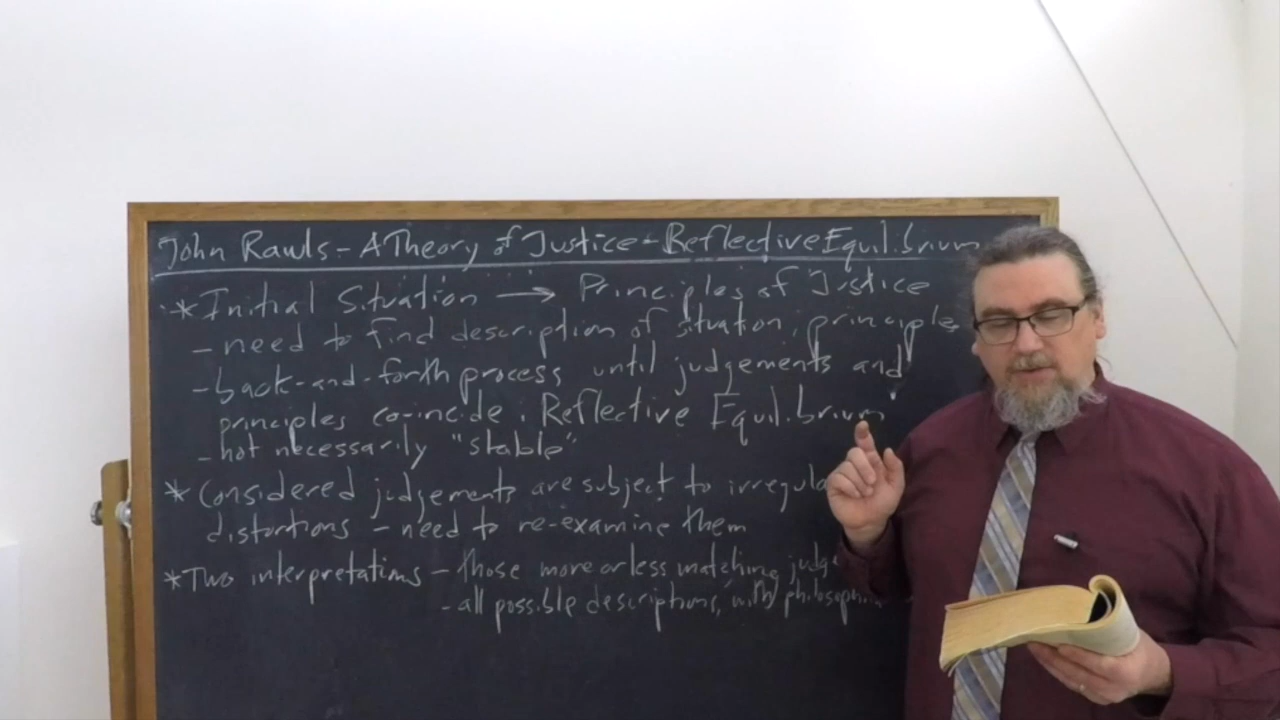 John Rawls - A Theory of Justice - Reflective Equilibrium
* Initial Situation → Principles of Justice
- need to find description of situation, principles
- back-and-forth process until judgements and
principles co-incide, Reflective Equilibrium
- not necessarily "stable"
* Considered judgements are subject to
distortions - need to re-examine them
* Two interpretations - those more or less matching
- all possible descriptions, with